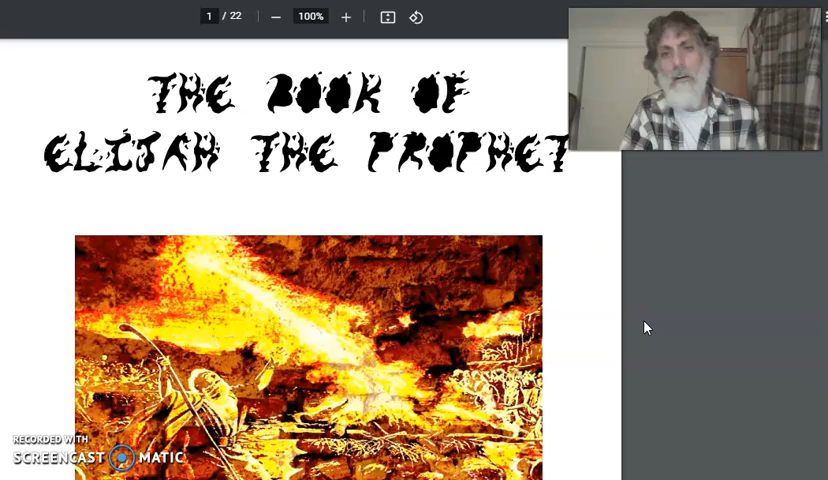 1 / 22 — 100% +
THE BOOK OF
ELIJAH THE PROPHET
RECORDED WITH
SCREENCAST MATIC